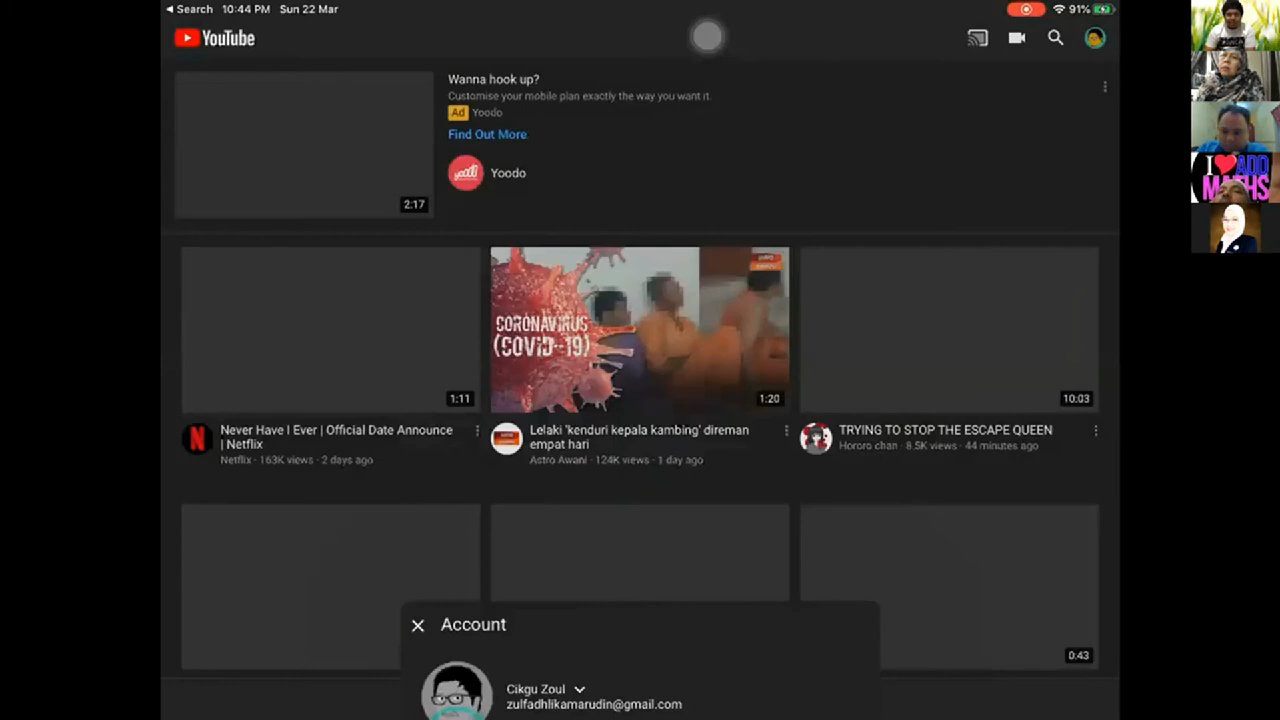 Search 10:44 PM Sun 22 Mar
91%
YouTube
Wanna hook up?
Customise your mobile plan exactly the way you want it.
Ad Yoodo
Find Out More
yoodo
Yoodo
2:17
CORONAVIRUS
(COVID-19)
1:11
1:20
10:03
Never Have I Ever | Official Date Announce
| Netflix
Netflix · 163K views · 2 days ago
Lelaki 'kenduri kepala kambing' direman
empat hari
Astro Awani · 124K views · 1 day ago
TRYING TO STOP THE ESCAPE QUEEN
Hororo chan · 8.5K views · 44 minutes ago
0:43
Account
Cikgu Zoul
zulfadhlikamarudin@gmail.com
I ADD
MATHS